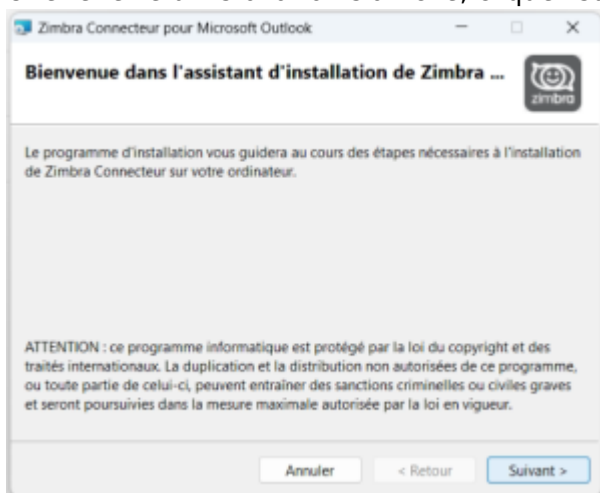 Zimbra Connecteur pour Microsoft Outlook
Bienvenue dans l'assistant d'installation de Zimbra ...
zimbra
Le programme d'installation vous guidera au cours des étapes nécessaires à l'installation
de Zimbra Connecteur sur votre ordinateur.
ATTENTION : ce programme informatique est protégé par la loi du copyright et des
traités internationaux. La duplication et la distribution non autorisées de ce programme,
ou toute partie de celui-ci, peuvent entraîner des sanctions criminelles ou civiles graves
et seront poursuivies dans la mesure maximale autorisée par la loi en vigueur.
Annuler
< Retour
Suivant >